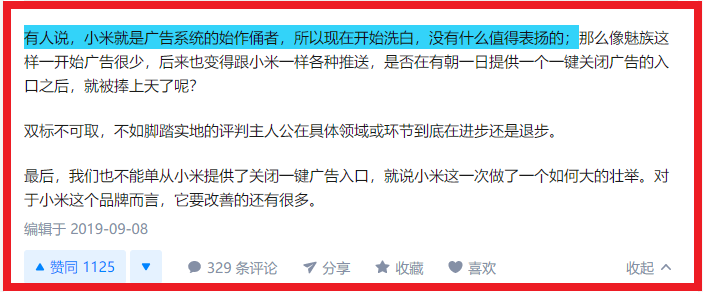 有人说，小米就是广告系统的始作俑者，所以现在开始洗白，没有什么值得表扬的；那么像魅族这
样一开始广告很少，后来也变得跟小米一样各种推送，是否在有朝一日提供一个一键关闭广告的入
口之后，就被捧上天了呢？
双标不可取，不如脚踏实地的评判主人公在具体领域或环节到底在进步还是退步。
最后，我们也不能单从小米提供了关闭一键广告入口，就说小米这一次做了一个如何大的壮举。对
于小米这个品牌而言，它要改善的还有很多。
编辑于 2019-09-08
赞同 1125 329 条评论 分享 收藏 喜欢 收起